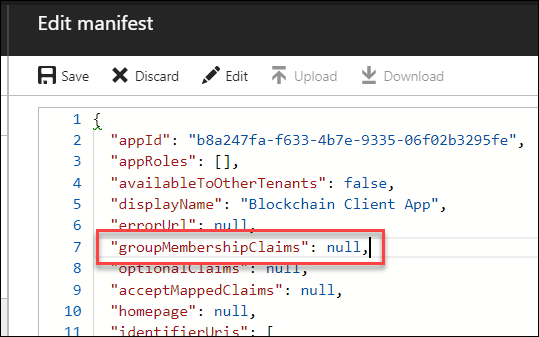 Edit manifest
Save Discard Edit Upload Download
1 {
2 "appId": "b8a247fa-f633-4b7e-9335-06f02b3295fe",
3 "appRoles": [],
4 "availableToOtherTenants": false,
5 "displayName": "Blockchain Client App",
6 "errorUrl": null,
7 "groupMembershipClaims": null,
8 "optionalClaims": null,
9 "acceptMappedClaims": null,
10 "homepage": null,
11 "identifierUris": [